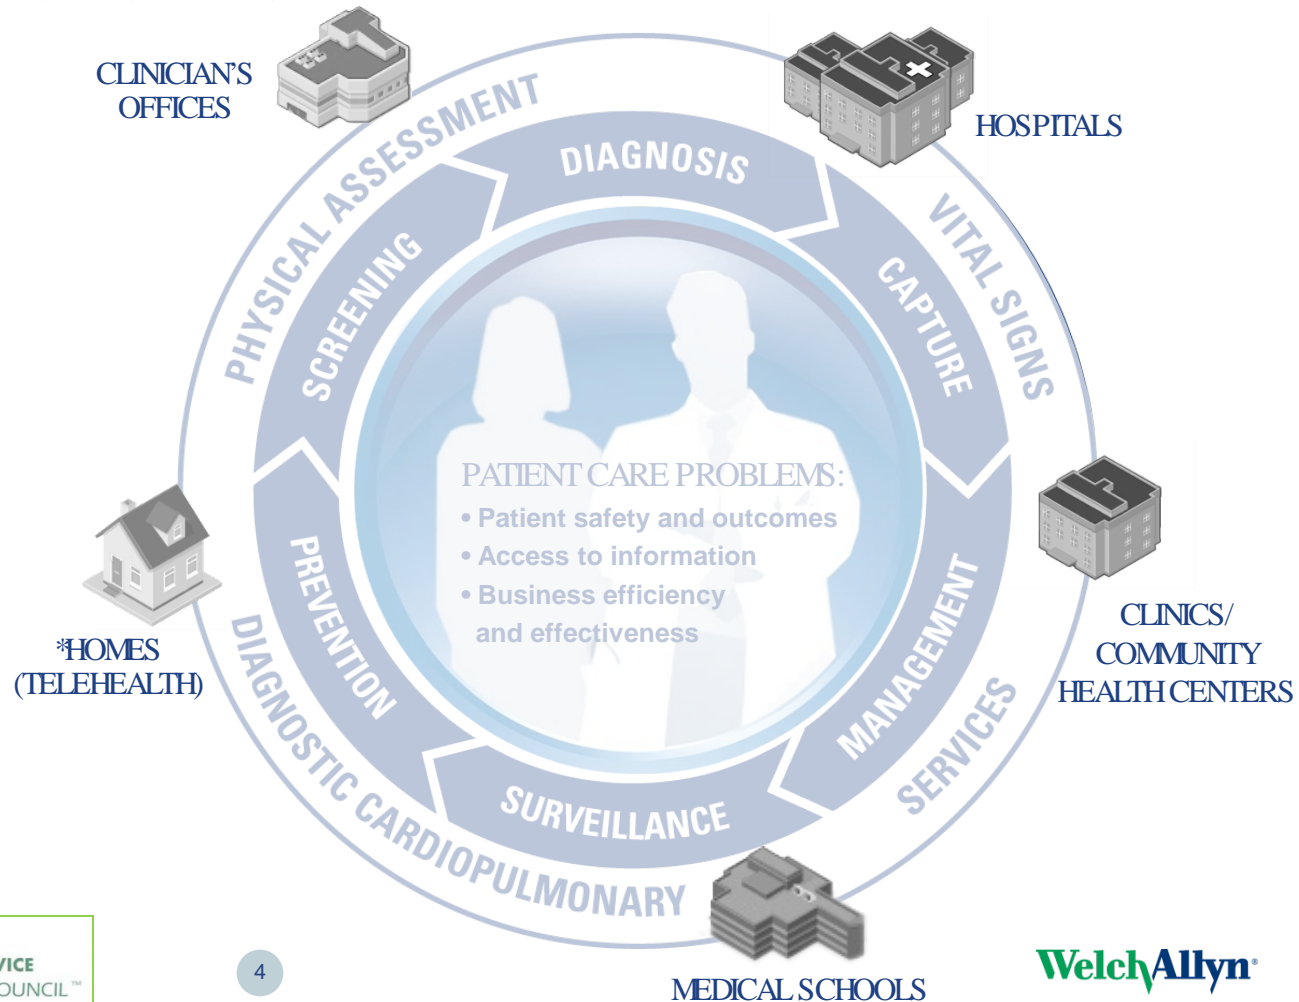 CLINICIAN'S
OFFICES
HOSPITALS
PHYSICAL ASSESSMENT
VITAL SIGNS
DIAGNOSIS
SCREENING
CAPTURE
PATIENT CARE PROBLEMS:
• Patient safety and outcomes
• Access to information
• Business efficiency
and effectiveness
PREVENTION
MANAGEMENT
*HOMES
(TELEHEALTH)
CLINICS/
COMMUNITY
HEALTH CENTERS
DIAGNOSTIC CARDIOPULMONARY
SERVICES
SURVEILLANCE
MEDICAL SCHOOLS
VICE
OUNCIL™
4
WelchAllyn®